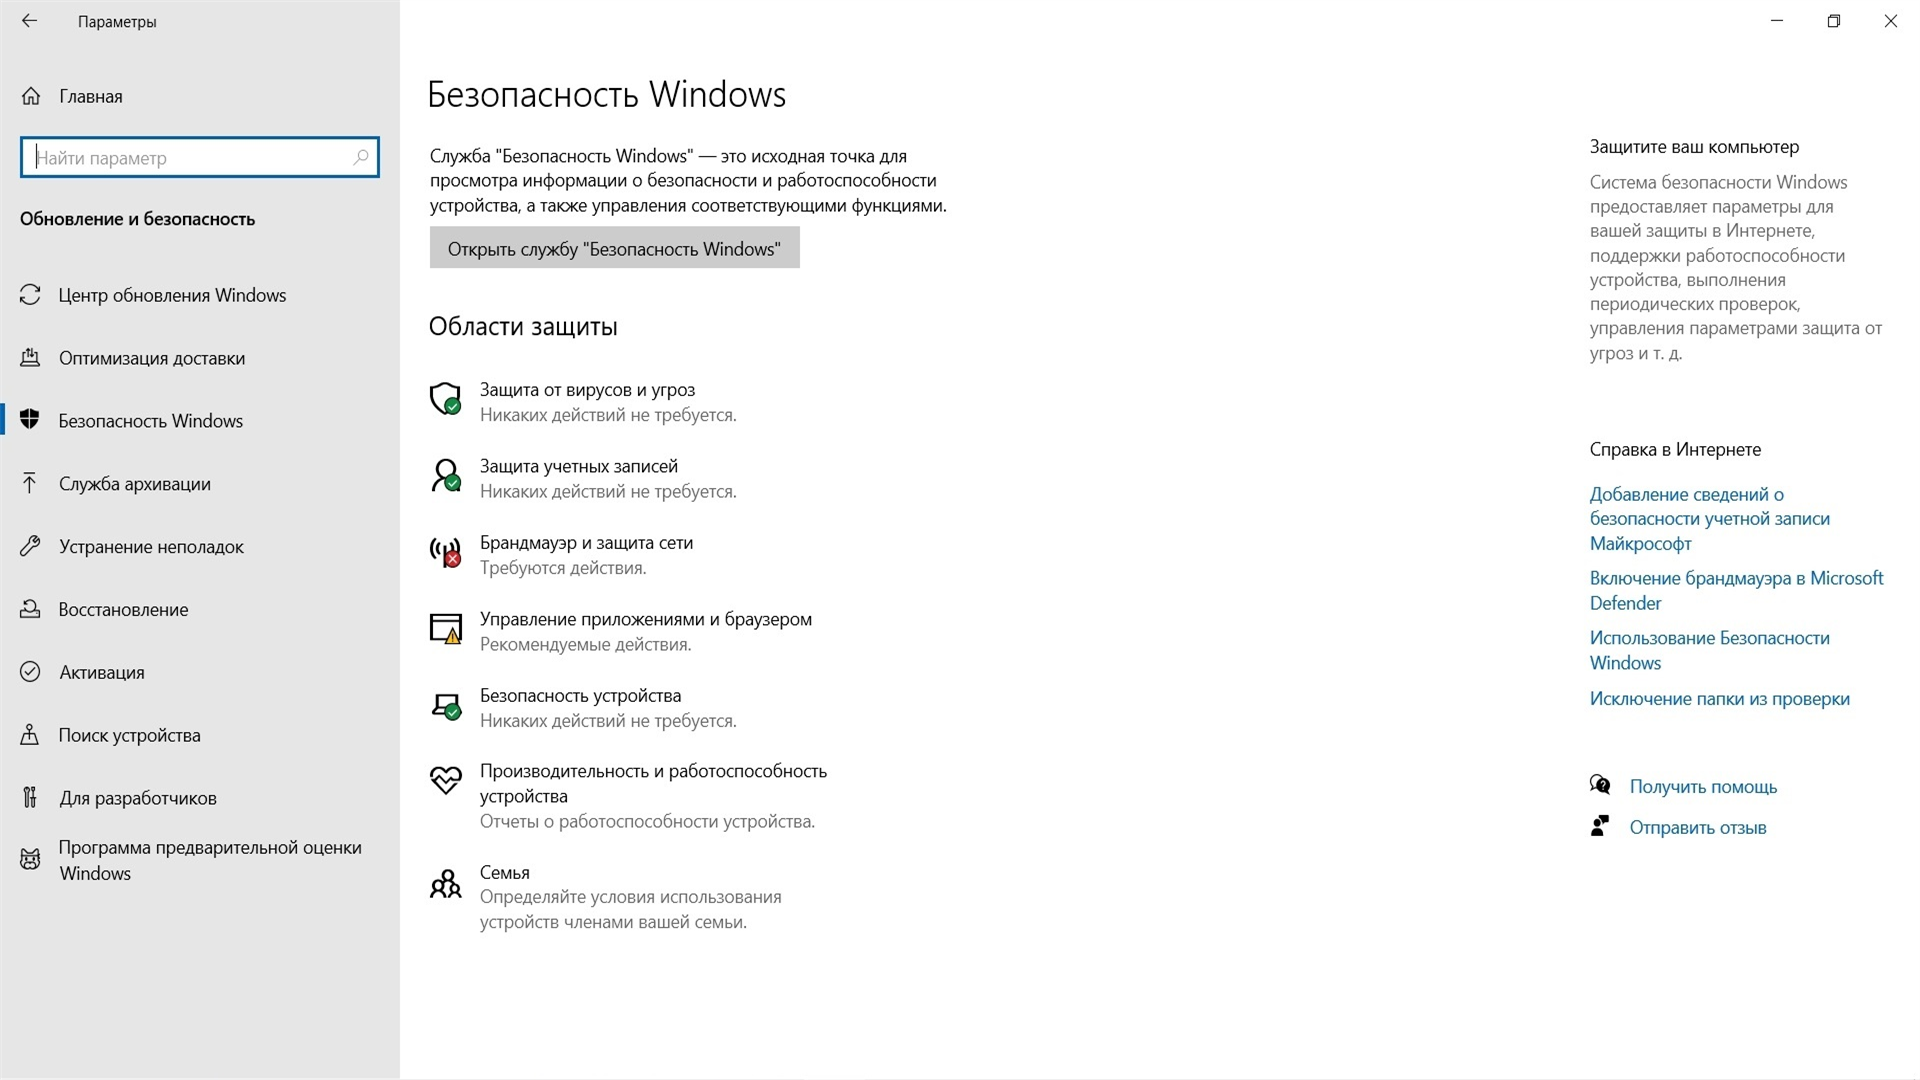 Параметры
Главная
Найти параметр
Обновление и безопасность
Центр обновления Windows
Оптимизация доставки
Безопасность Windows
Служба архивации
Устранение неполадок
Восстановление
Активация
Поиск устройства
Для разработчиков
Программа предварительной оценки
Windows
Безопасность Windows
Служба "Безопасность Windows" — это исходная точка для
просмотра информации о безопасности и работоспособности
устройства, а также управления соответствующими функциями.
Открыть службу "Безопасность Windows"
Области защиты
Защита от вирусов и угроз
Никаких действий не требуется.
Защита учетных записей
Никаких действий не требуется.
Брандмауэр и защита сети
Требуются действия.
Управление приложениями и браузером
Рекомендуемые действия.
Безопасность устройства
Никаких действий не требуется.
Производительность и работоспособность
устройства
Отчеты о работоспособности устройства.
Семья
Определяйте условия использования
устройств членами вашей семьи.
Защитите ваш компьютер
Система безопасности Windows
предоставляет параметры для
вашей защиты в Интернете,
поддержки работоспособности
устройства, выполнения
периодических проверок,
управления параметрами защита от
угроз и т. д.
Справка в Интернете
Добавление сведений о
безопасности учетной записи
Майкрософт
Включение брандмауэра в Microsoft
Defender
Использование Безопасности
Windows
Исключение папки из проверки
Получить помощь
Отправить отзыв